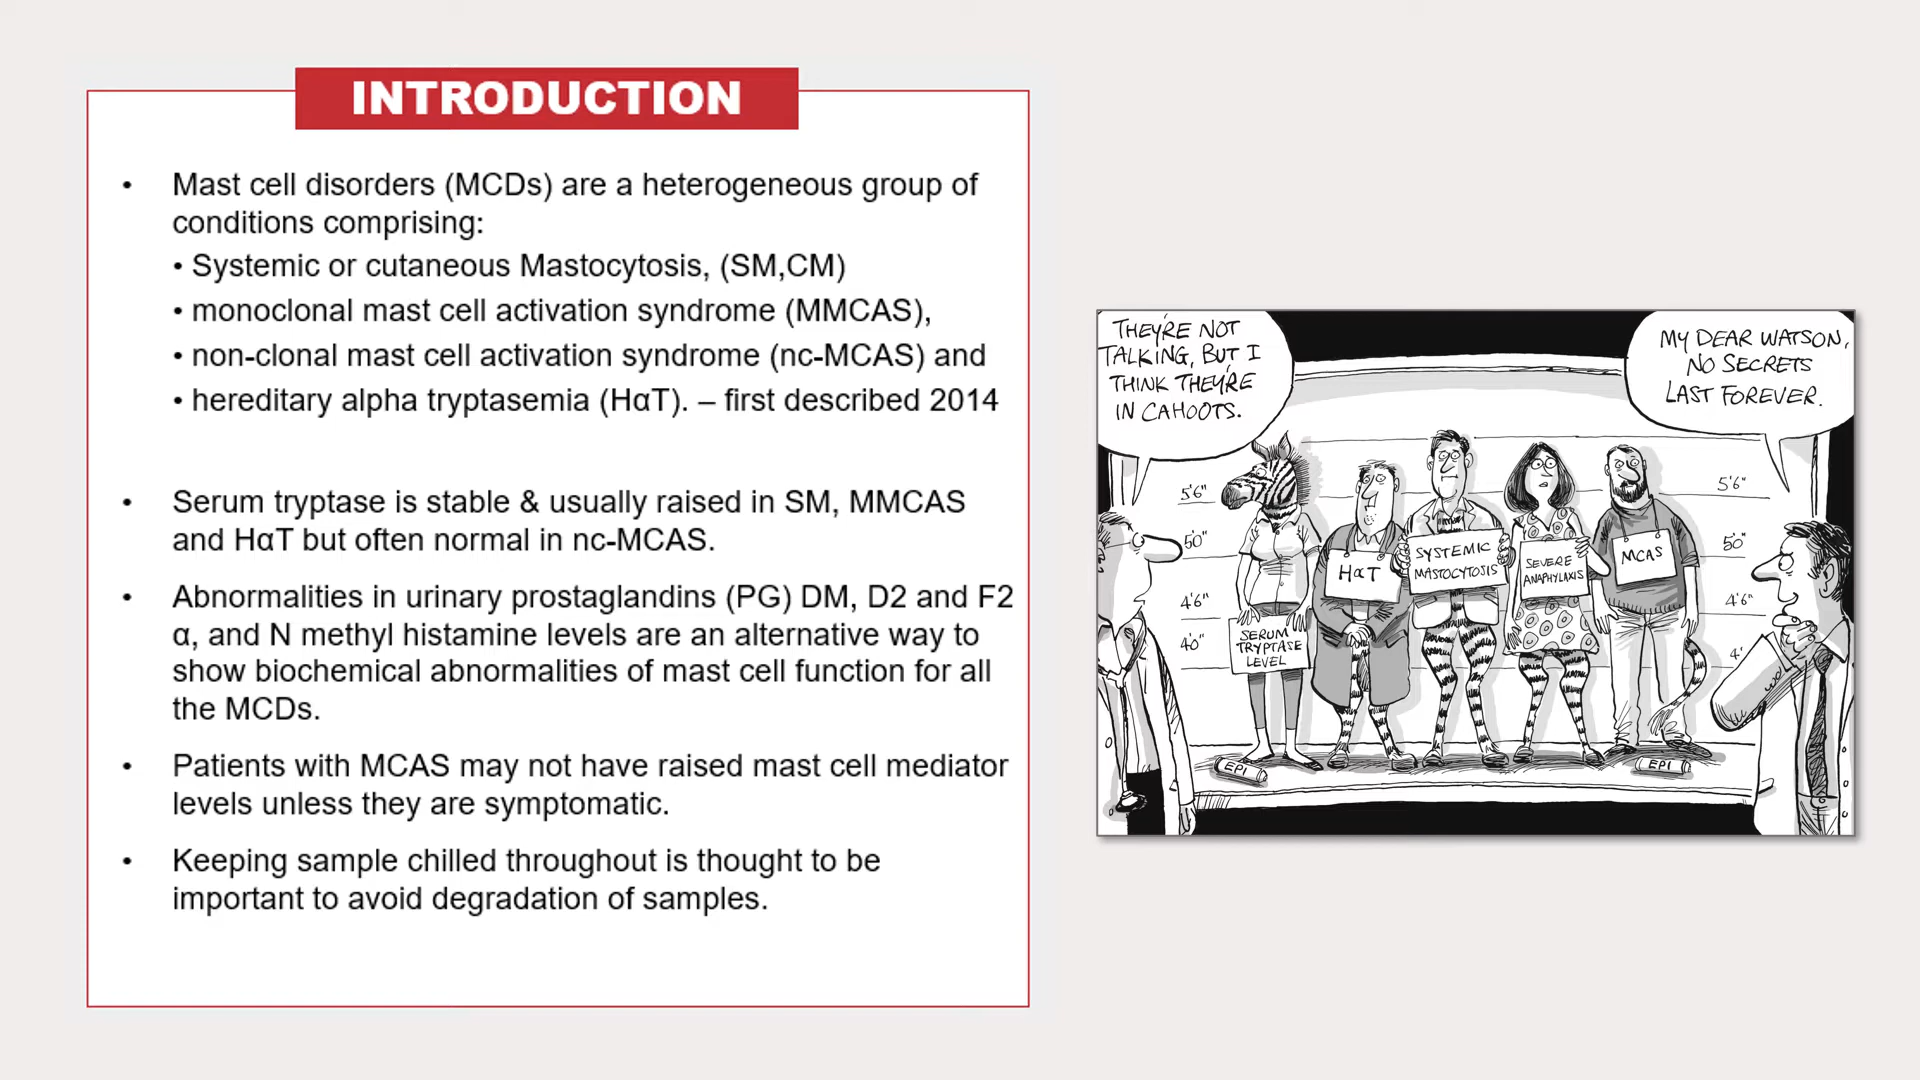 INTRODUCTION
• Mast cell disorders (MCDs) are a heterogeneous group of
conditions comprising:
• Systemic or cutaneous Mastocytosis, (SM,CM)
• monoclonal mast cell activation syndrome (MMCAS),
• non-clonal mast cell activation syndrome (nc-MCAS) and
• hereditary alpha tryptasemia (HαT). – first described 2014
• Serum tryptase is stable & usually raised in SM, MMCAS
and HαT but often normal in nc-MCAS.
• Abnormalities in urinary prostaglandins (PG) DM, D2 and F2
α, and N methyl histamine levels are an alternative way to
show biochemical abnormalities of mast cell function for all
the MCDs.
• Patients with MCAS may not have raised mast cell mediator
levels unless they are symptomatic.
• Keeping sample chilled throughout is thought to be
important to avoid degradation of samples.
THEY'RE NOT
TALKING, BUT I
THINK THEY'RE
IN CAHOOTS.
MY DEAR WATSON,
NO SECRETS
LAST FOREVER.
5'6"
5'0"
4'6"
4'0"
5'6"
5'0"
4'6"
4'
SERUM
TRYPTASE
LEVEL
HαT
SYSTEMIC
MASTOCYTOSIS
SEVERE
ANAPHYLAXIS
MCAS
EPI
EPI